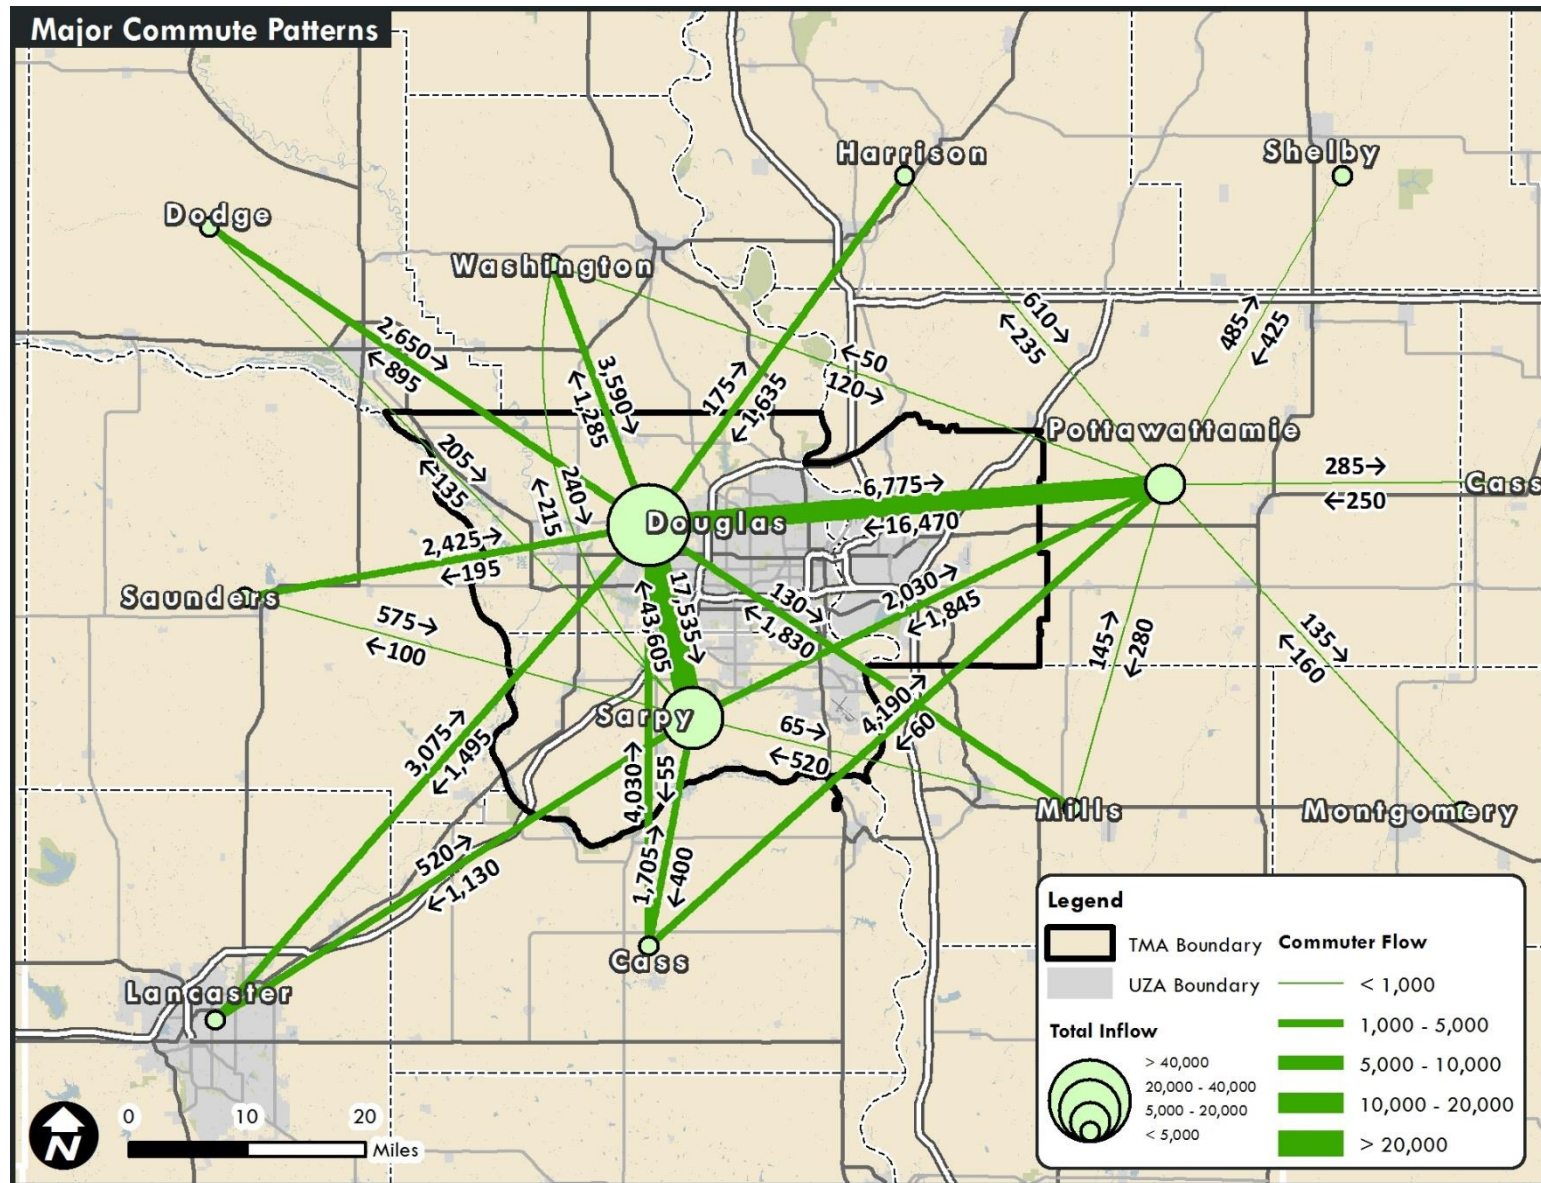 Major Commute Patterns
Harrison
Shelby
Dodge
Washington
610→
←235
485→
←425
2,650→
←895
3,590→
←1,285
175→
←1,635
←50
120→
Pottawattamie
205→
←135
240→
←215
6,775→
←16,470
285→
←250
Cass
Douglas
2,425→
←195
Saunders
575→
←100
17,535→
←43,605
130→
←1,830
2,030→
←1,845
145→
←280
135→
←160
Sarpy
65→
←520
4,190→
←60
3,075→
←1,495
4,030→
←55
520→
←1,130
1,705→
←400
Mills
Montgomery
Cass
Lancaster
Legend
TMA Boundary
UZA Boundary
Total Inflow
> 40,000
20,000 - 40,000
5,000 - 20,000
< 5,000
Commuter Flow
< 1,000
1,000 - 5,000
5,000 - 10,000
10,000 - 20,000
> 20,000
N
0 10 20
Miles